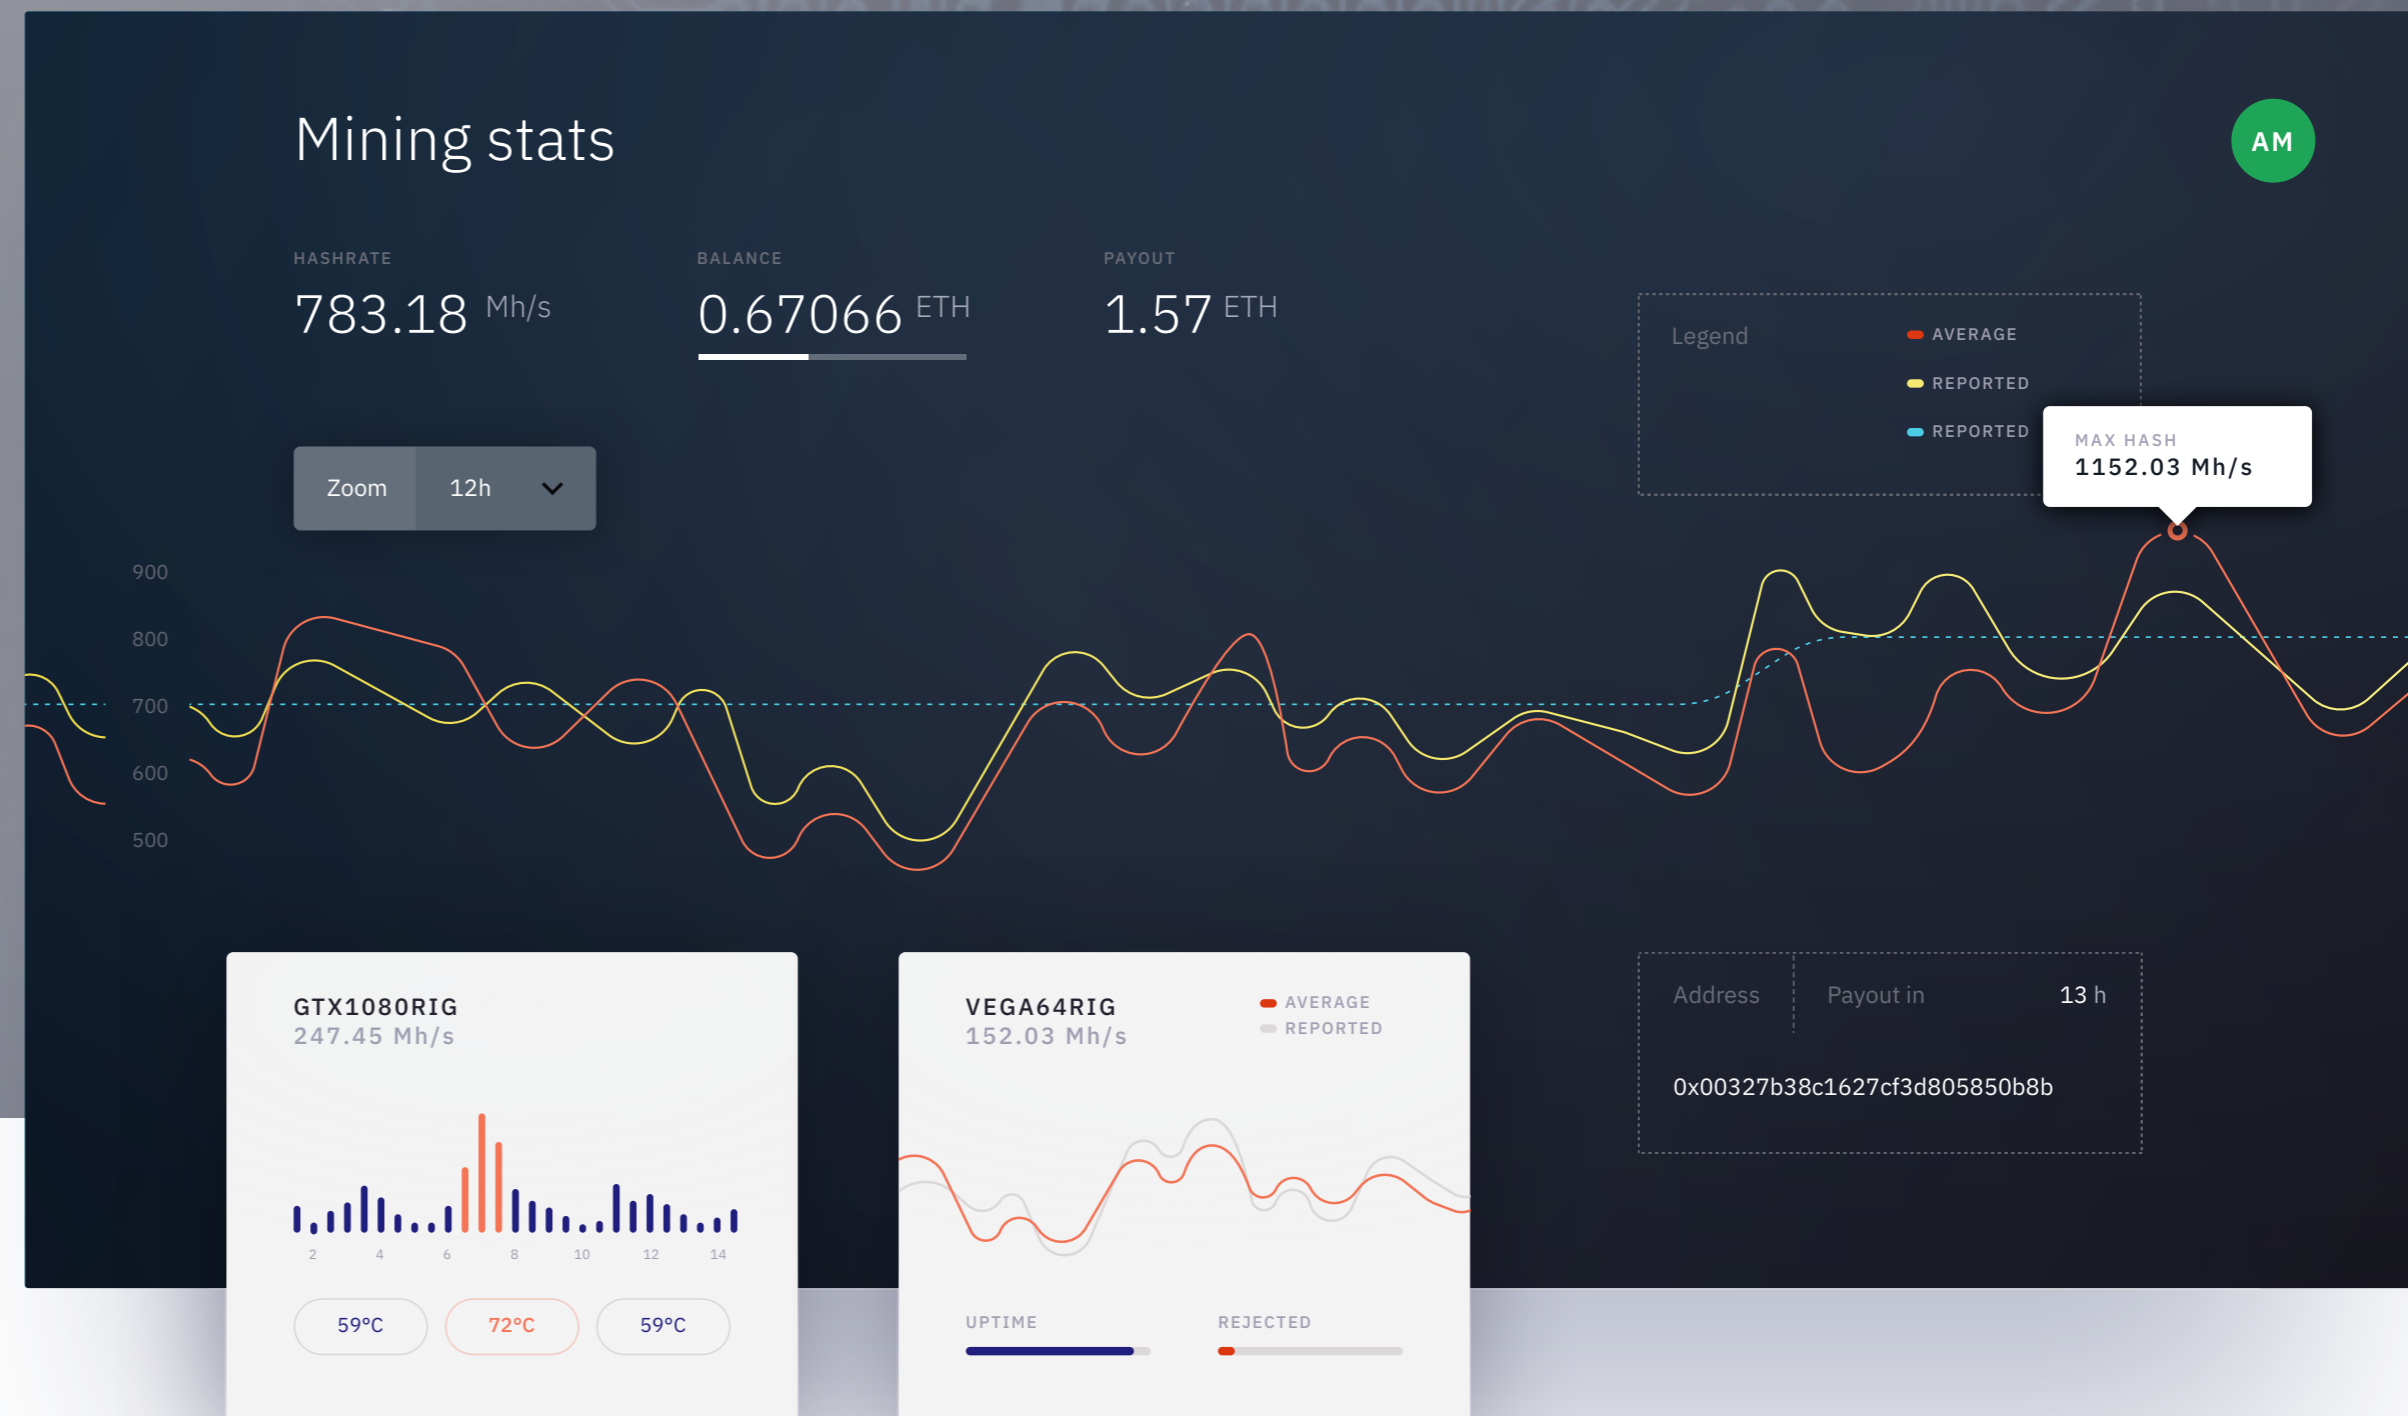 Mining stats
AM
HASHRATE
783.18 Mh/s
BALANCE
0.67066 ETH
PAYOUT
1.57 ETH
Legend
AVERAGE
REPORTED
REPORTED
MAX HASH
1152.03 Mh/s
Zoom 12h
900
800
700
600
500
GTX1080RIG
247.45 Mh/s
2 4 6 8 10 12 14
59°C 72°C 59°C
VEGA64RIG
152.03 Mh/s
AVERAGE
REPORTED
UPTIME
REJECTED
Address Payout in 13 h
0x00327b38c1627cf3d805850b8b